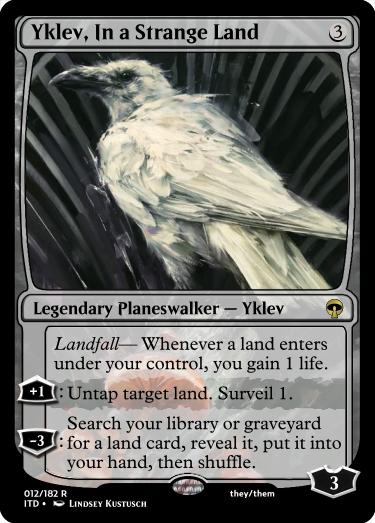 Yklev, In a Strange Land 3
Legendary Planeswalker — Yklev
Landfall— Whenever a land enters
under your control, you gain 1 life.
+1: Untap target land. Surveil 1.
Search your library or graveyard
-3: for a land card, reveal it, put it into
your hand, then shuffle.
3
012/182 R they/them
ITD • Lindsey Kustusch